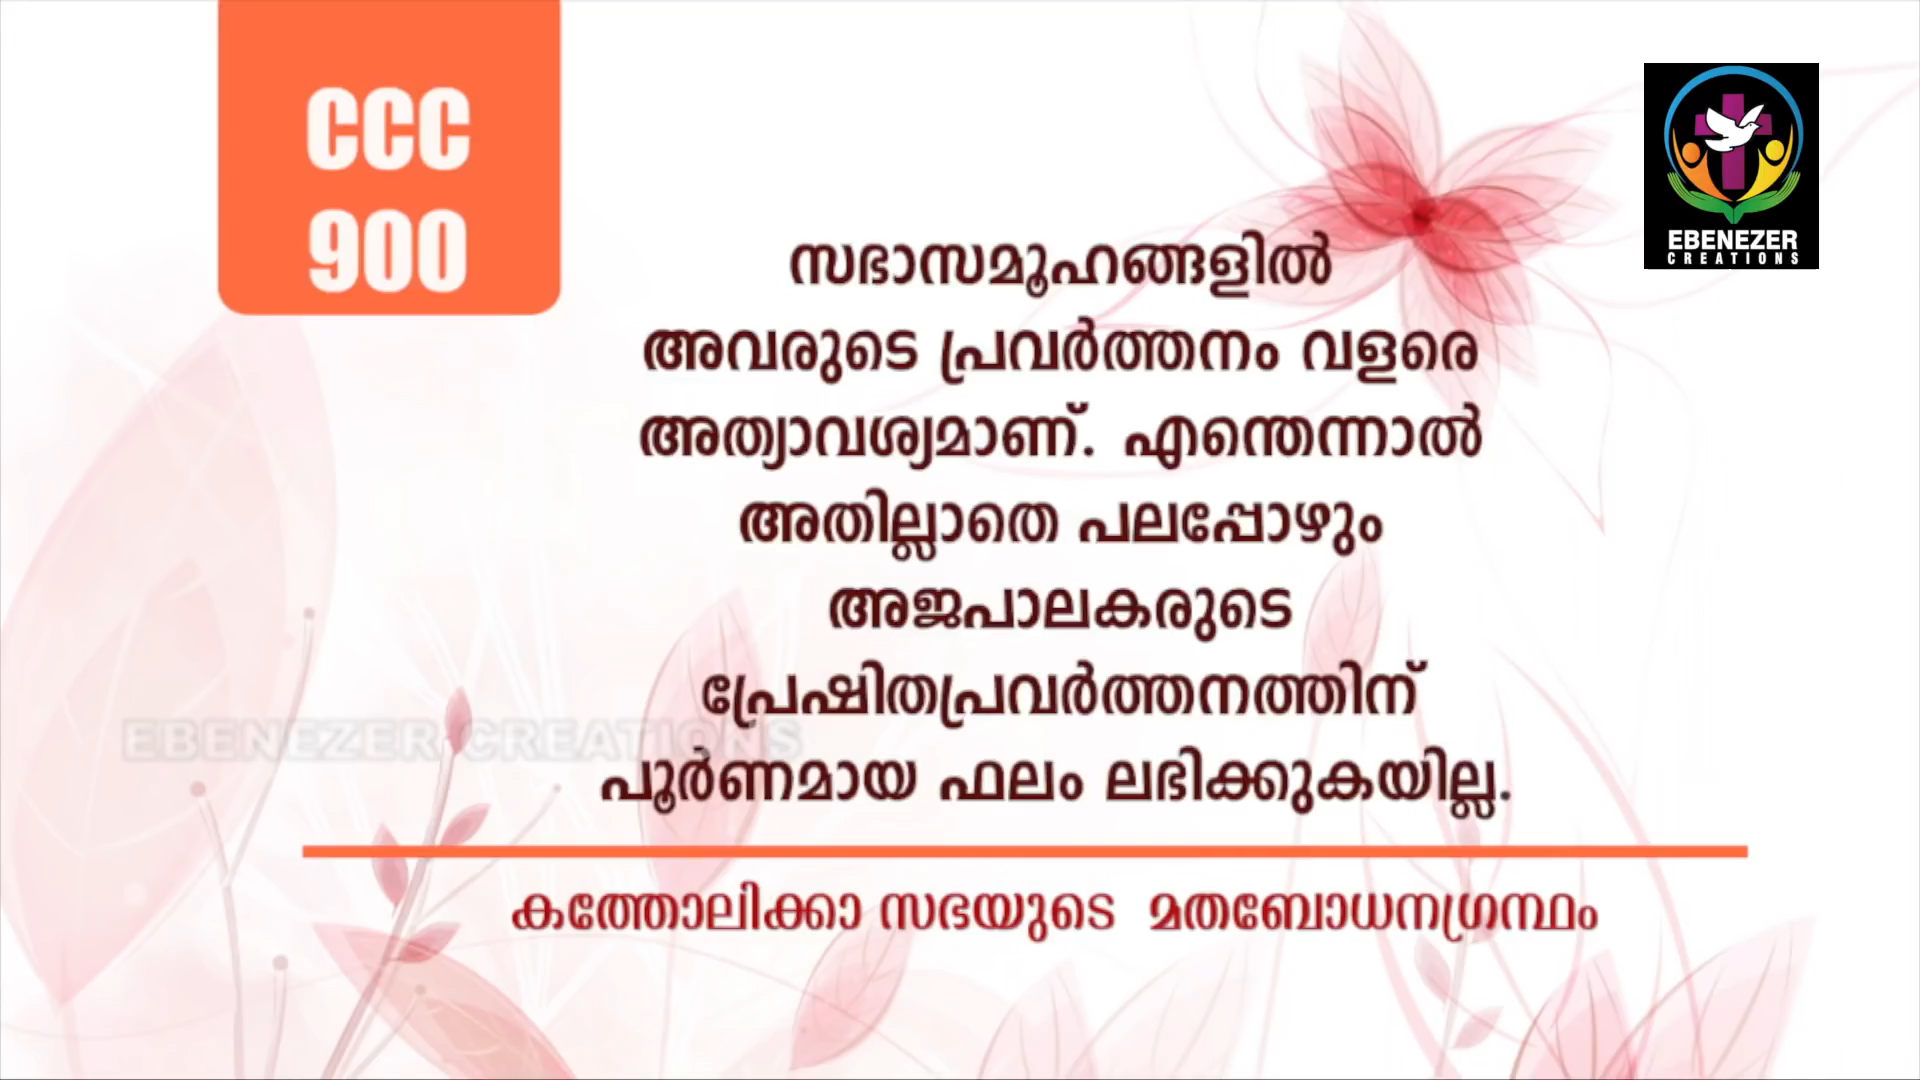 CCC
900
EBENEZER
CREATIONS
സഭാസമൂഹങ്ങളിൽ
അവരുടെ പ്രവർത്തനം വളരെ
അത്യാവശ്യമാണ്. എന്തെന്നാൽ
അതില്ലാതെ പലപ്പോഴും
അജപാലകരുടെ
പ്രേഷിതപ്രവർത്തനത്തിന്
EBENEZER CREATIONS
പൂർണമായ ഫലം ലഭിക്കുകയില്ല.
കത്തോലിക്കാ സഭയുടെ മതബോധനഗ്രന്ഥം